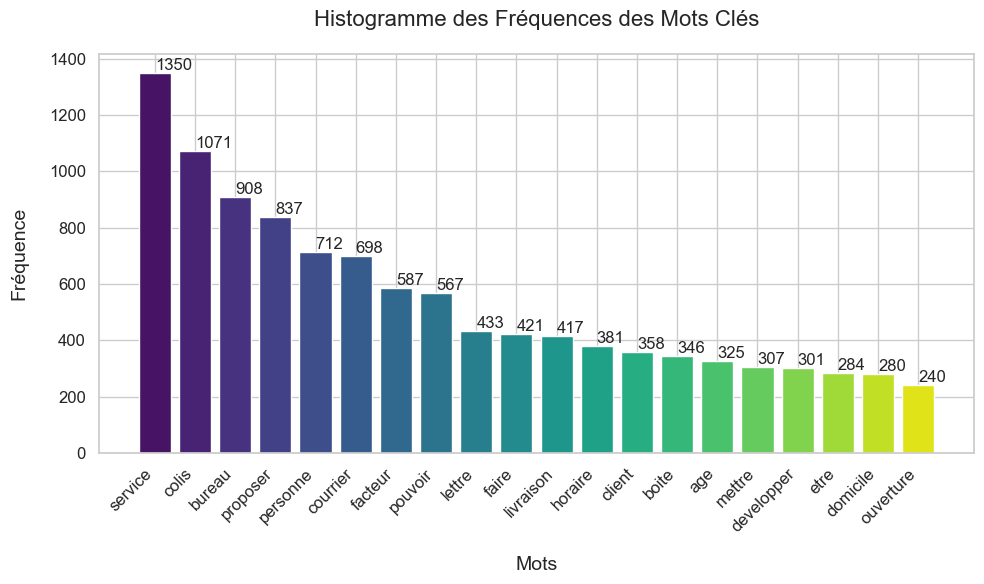 Histogramme des Fréquences des Mots Clés
Fréquence
1400
1200
1000
800
600
400
200
0
1350
1071
908
837
712
698
587
567
433
421
417
381
358
346
325
307
301
284
280
240
service
colis
bureau
proposer
personne
courrier
facteur
pouvoir
lettre
faire
livraison
horaire
client
boite
age
mettre
developper
etre
domicile
ouverture
Mots